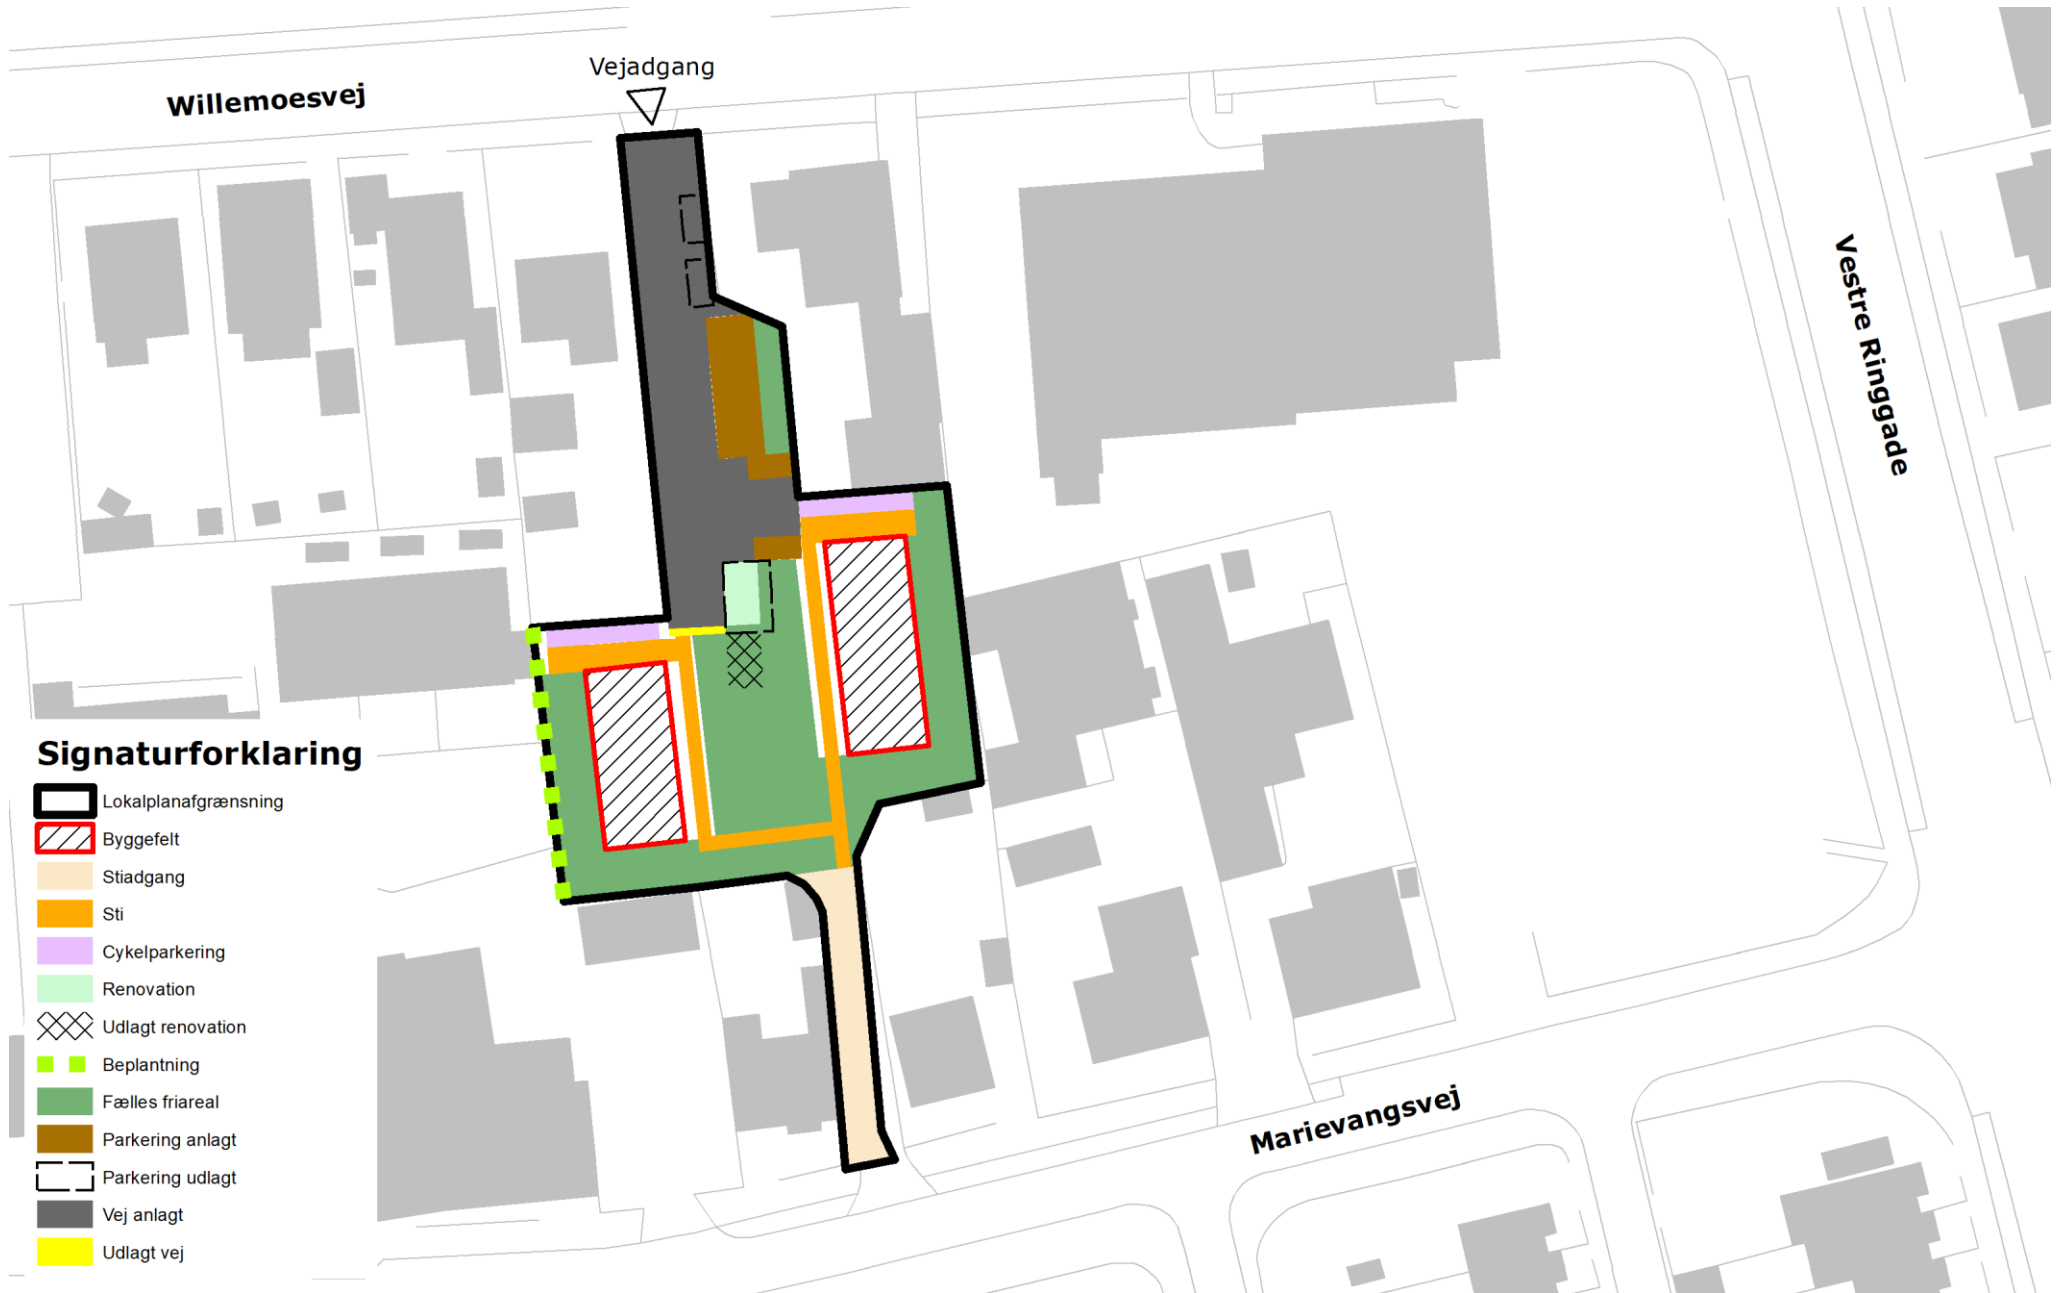 Vejadgang
Willemoesvej
Vestre Ringgade
Marievangsvej
Signaturforklaring
Lokalplanafgrænsning
Byggefelt
Stiadgang
Sti
Cykelparkering
Renovation
Udlagt renovation
Beplantning
Fælles friareal
Parkering anlagt
Parkering udlagt
Vej anlagt
Udlagt vej